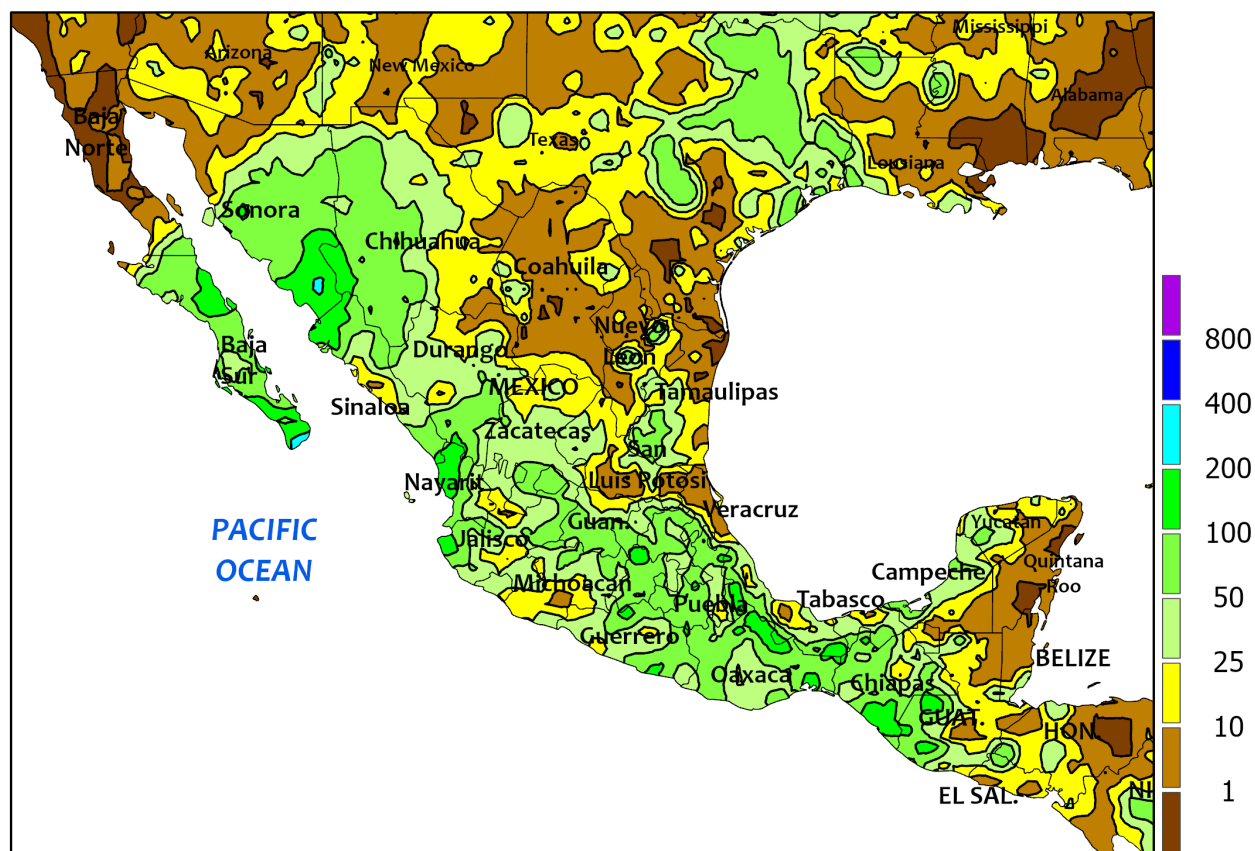 Mississippi
Arizona
New Mexico
Alabama
Baja
Norte
Texas
Lousiana
Sonora
Chihuahua
Coahuila
Nuevo
Leon
Baja
Sur
Durango
MEXICO
Tamaulipas
Sinaloa
Zacatecas
San
Luis Potosi
Nayarit
Veracruz
Guan.
Yucatan
PACIFIC
OCEAN
Jalisco
Quintana
Roo
Campeche
Michoacan
Puebla
Tabasco
Guerrero
BELIZE
Oaxaca
Chiapas
GUAT.
HON.
EL SAL.
NI
800
400
200
100
50
25
10
1